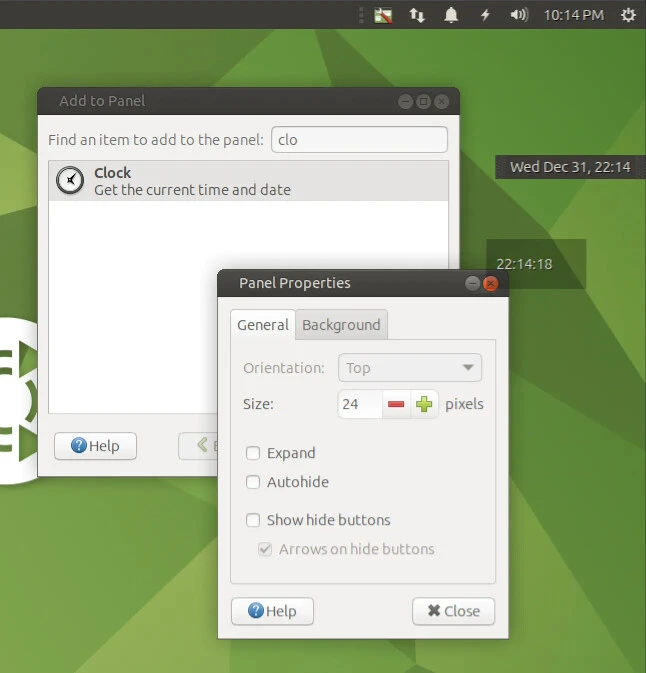 10:14 PM
Add to Panel
Find an item to add to the panel: clo
Clock
Get the current time and date
Wed Dec 31, 22:14
22:14:18
Help
Panel Properties
General Background
Orientation: Top
Size: 24 pixels
Expand
Autohide
Show hide buttons
Arrows on hide buttons
Help Close